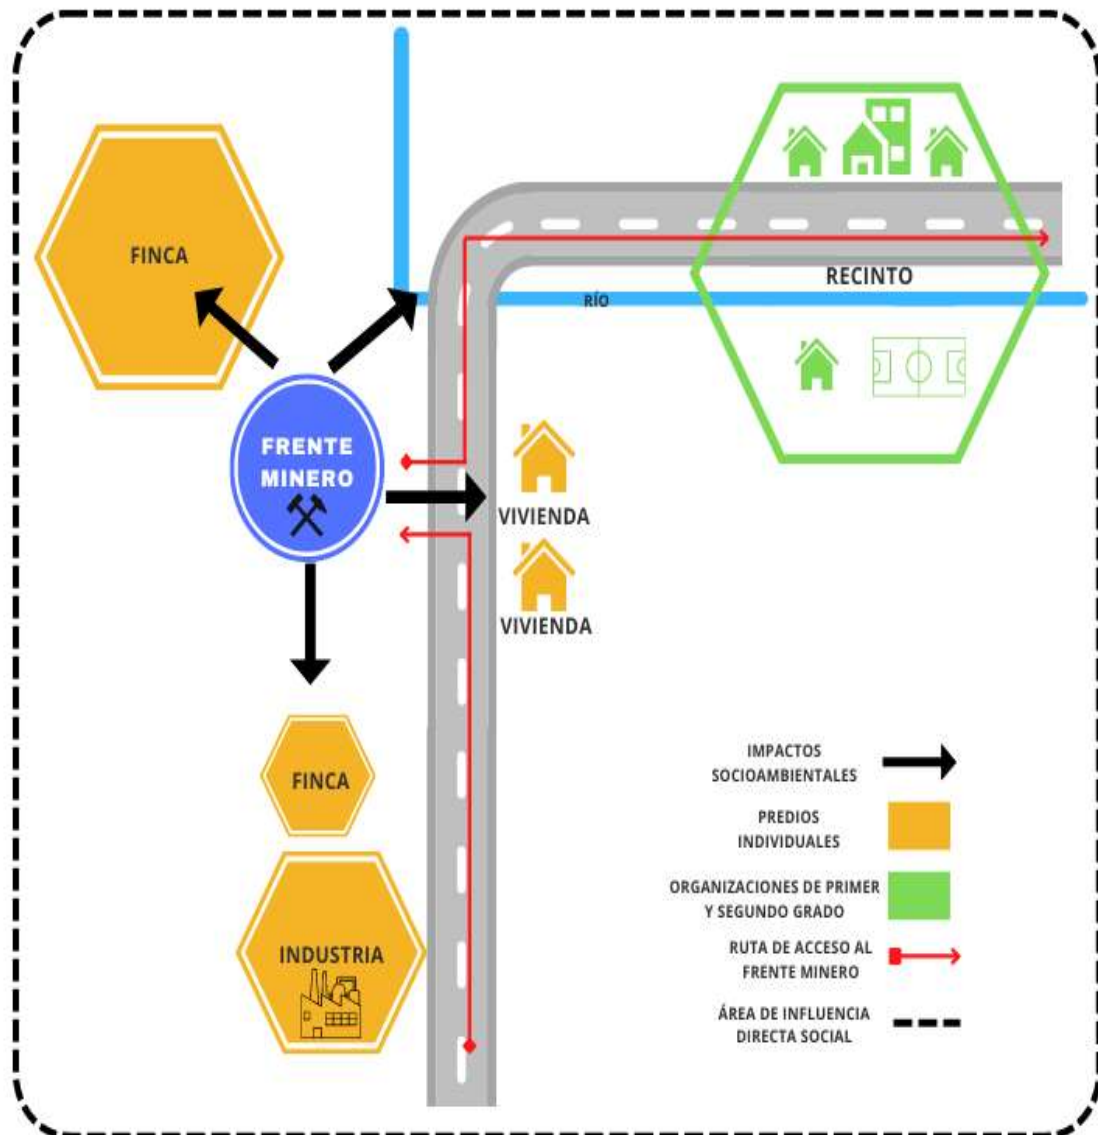 FINCA
RECINTO
RÍO
FRENTE
MINERO
VIVIENDA
VIVIENDA
FINCA
INDUSTRIA
IMPACTOS
SOCIOAMBIENTALES
PREDIOS
INDIVIDUALES
ORGANIZACIONES DE PRIMER
Y SEGUNDO GRADO
RUTA DE ACCESO AL
FRENTE MINERO
ÁREA DE INFLUENCIA
DIRECTA SOCIAL